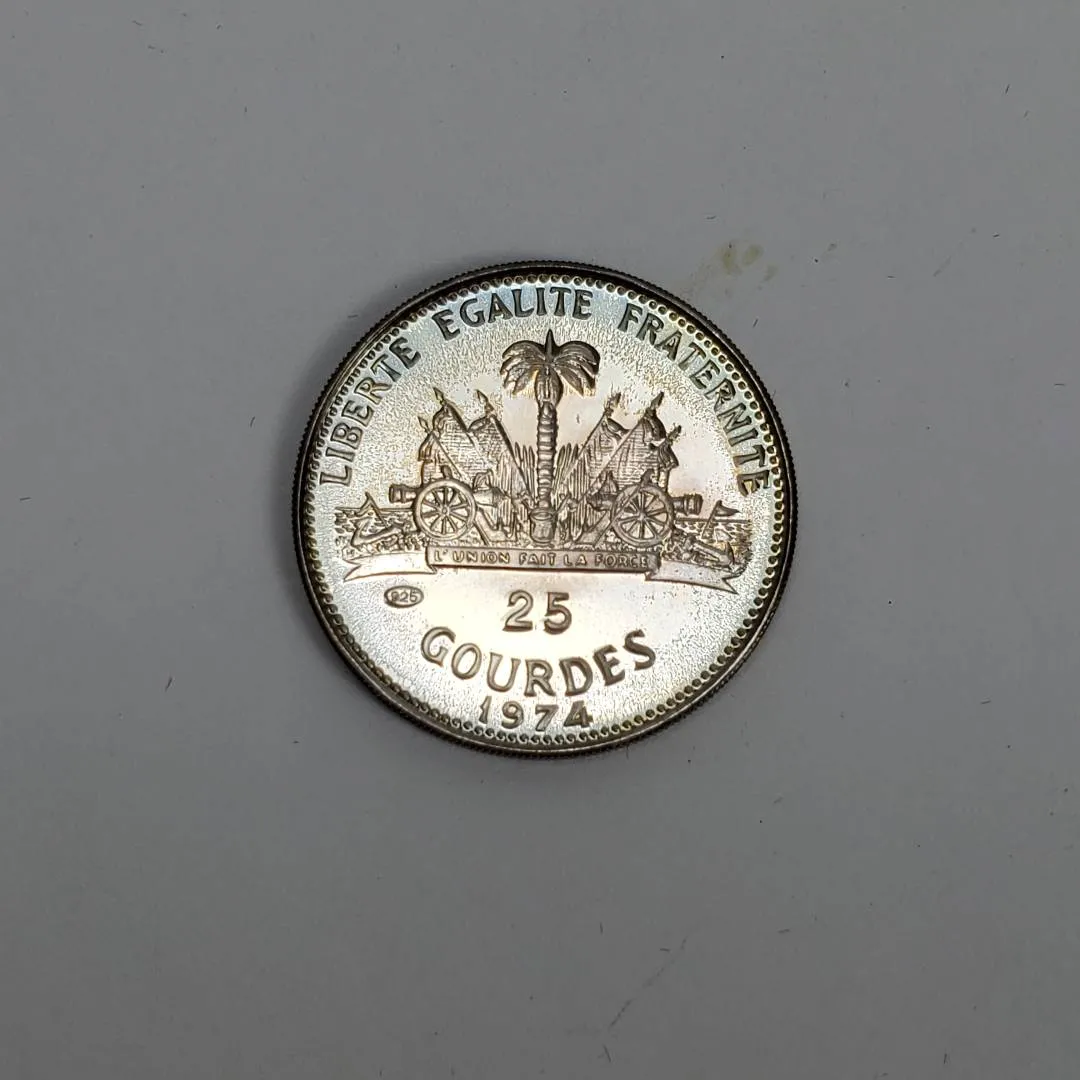 LIBERTE EGALITE FRATERNITE
L'UNION FAIT LA FORCE
925
25
GOURDES
1974